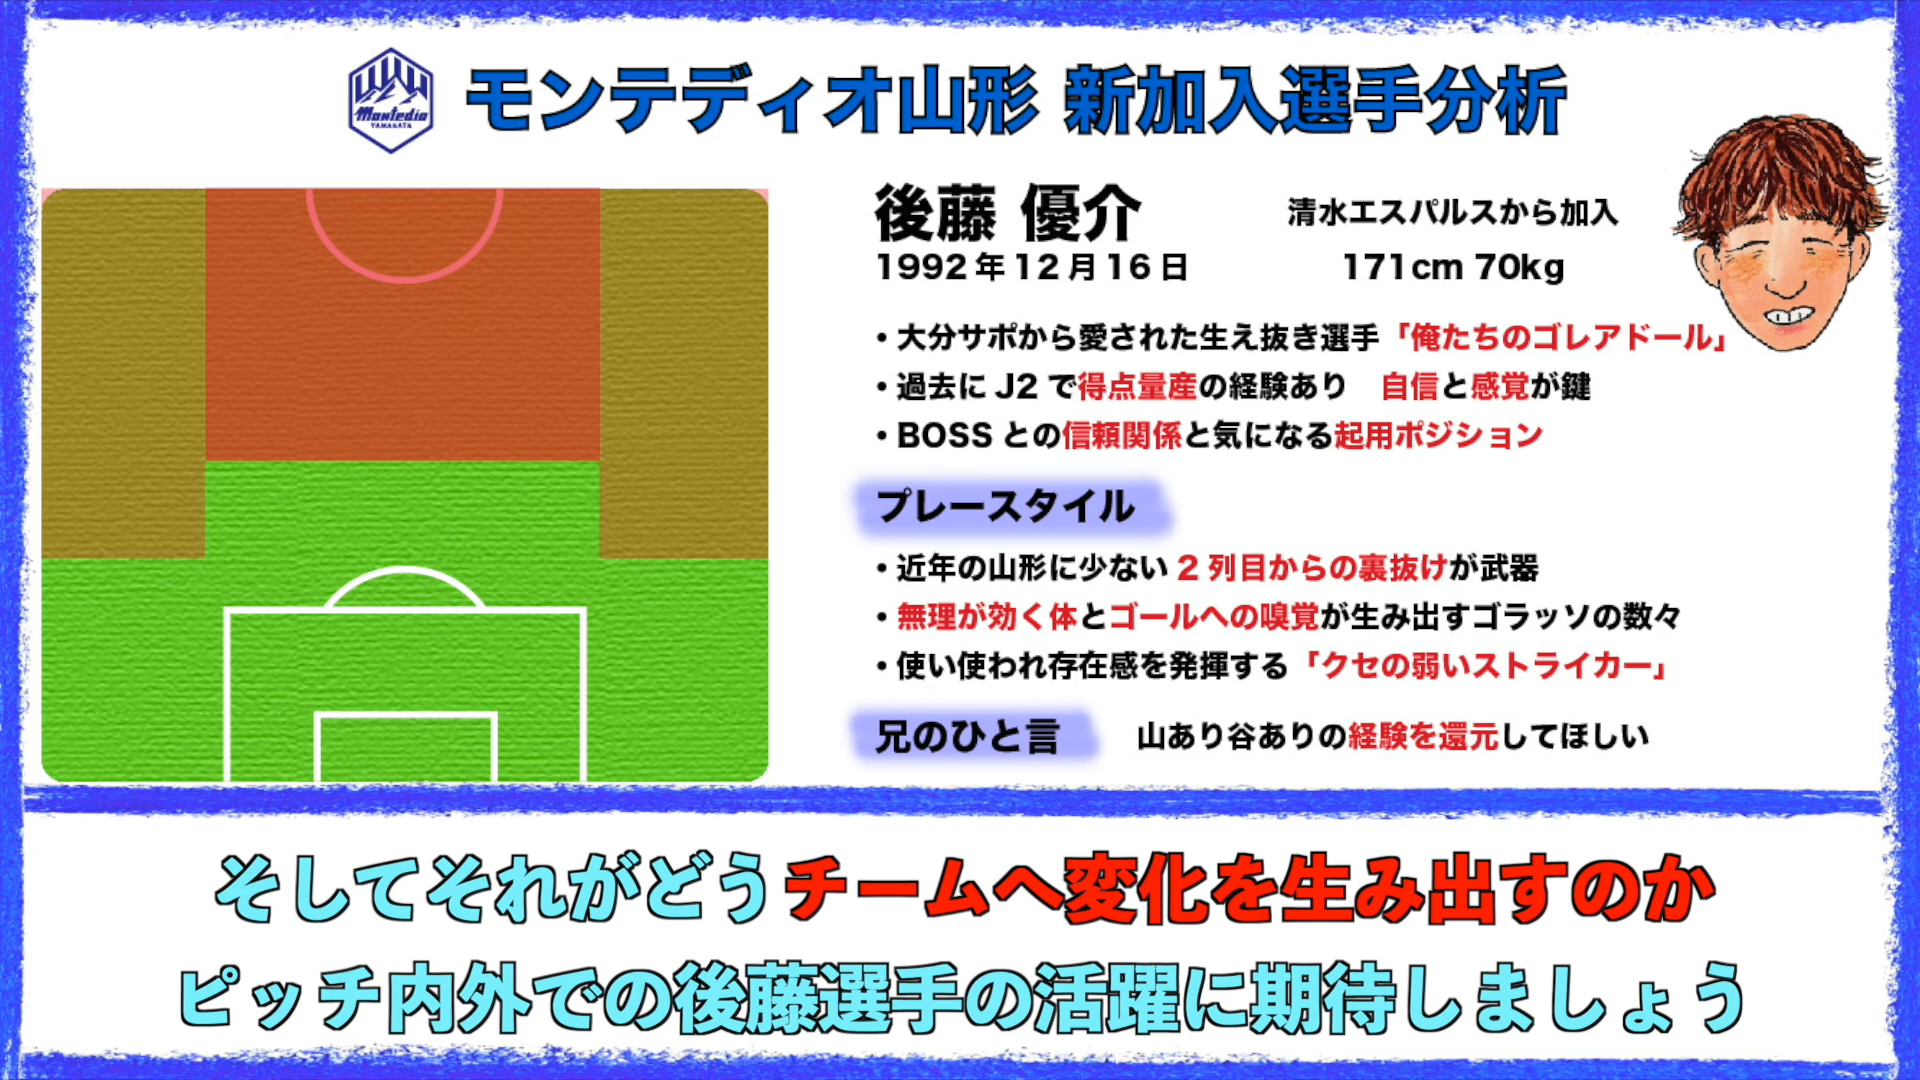 Montedio
YAMAGATA
モンテディオ山形 新加入選手分析
後藤 優介
清水エスパルスから加入
1992年12月16日
171cm 70kg
・大分サポから愛された生え抜き選手「俺たちのゴレアドール」
・過去にJ2で得点量産の経験あり　自信と感覚が鍵
・BOSSとの信頼関係と気になる起用ポジション
プレースタイル
・近年の山形に少ない2列目からの裏抜けが武器
・無理が効く体とゴールへの嗅覚が生み出すゴラッソの数々
・使い使われ存在感を発揮する「クセの弱いストライカー」
兄のひと言
山あり谷ありの経験を還元してほしい
そしてそれがどうチームへ変化を生み出すのか
ピッチ内外での後藤選手の活躍に期待しましょう